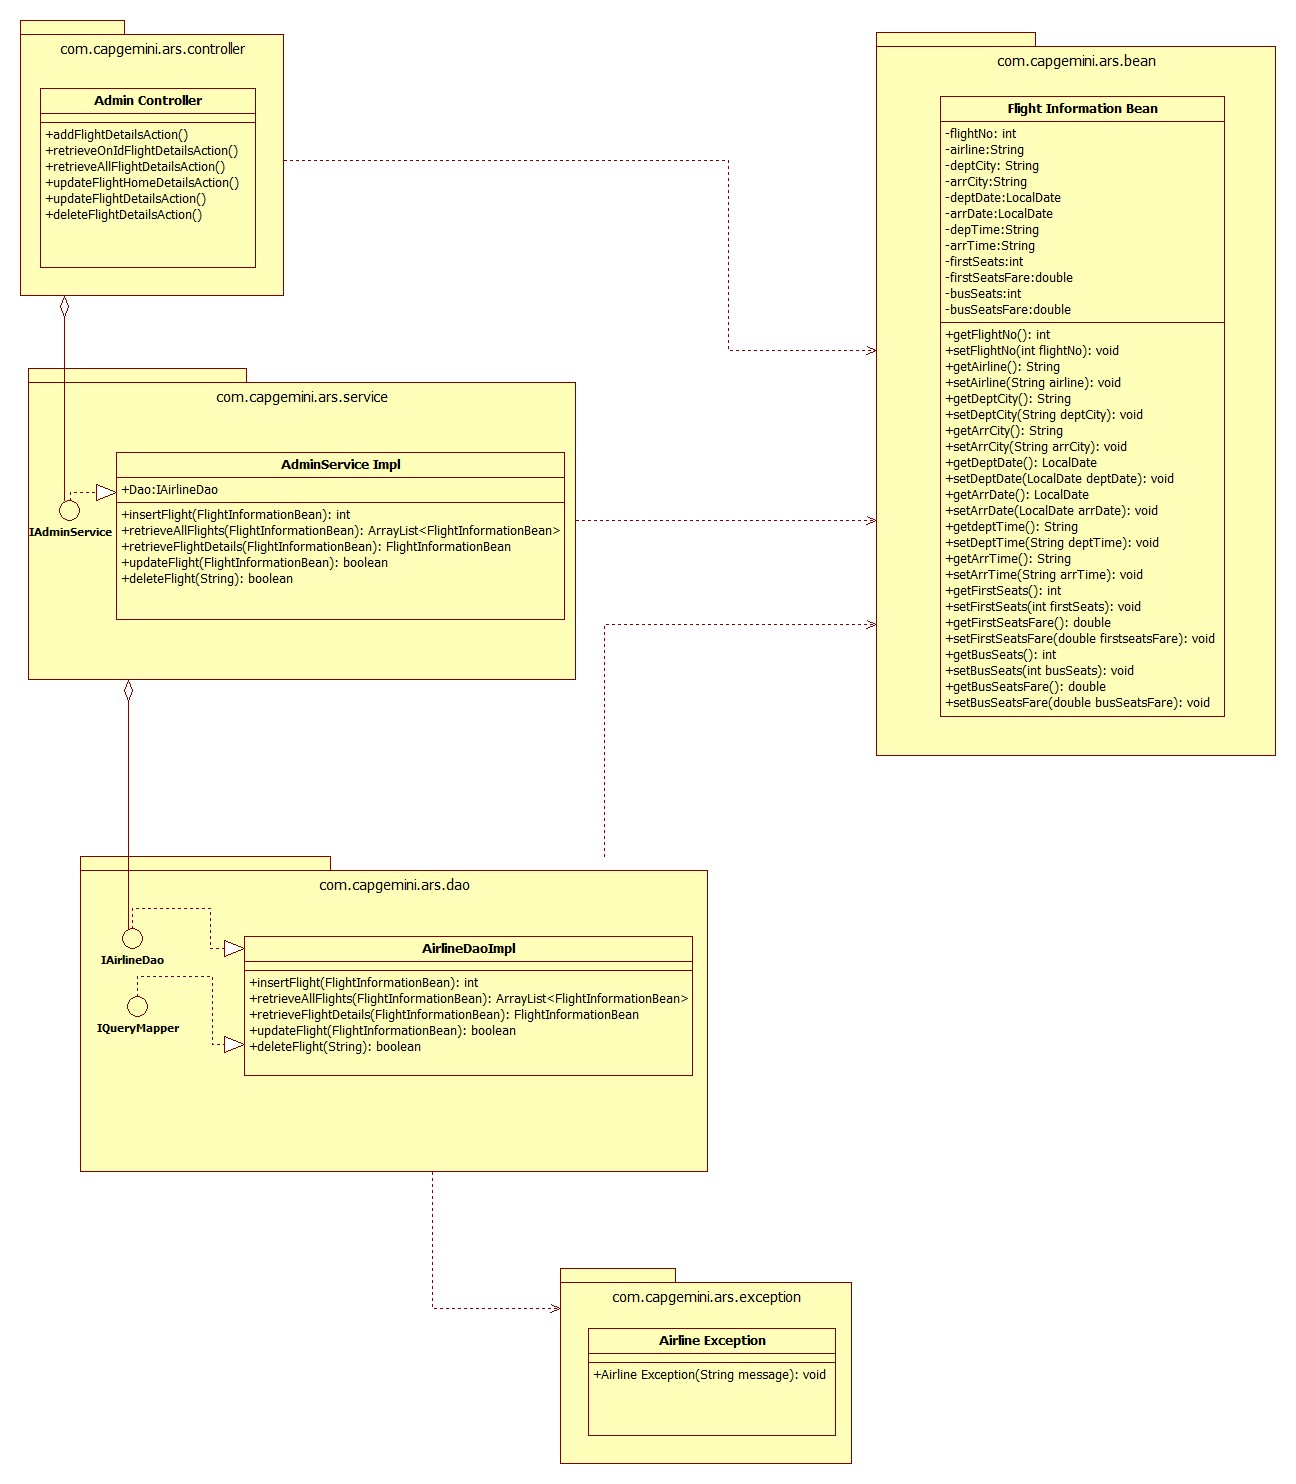 com.capgemini.ars.controller
Admin Controller
+addFlightDetailsAction()
+retrieveOnIdFlightDetailsAction()
+retrieveAllFlightDetailsAction()
+updateFlightHomeDetailsAction()
+updateFlightDetailsAction()
+deleteFlightDetailsAction()
com.capgemini.ars.bean
Flight Information Bean
-flightNo: int
-airline:String
-deptCity: String
-arrCity:String
-deptDate:LocalDate
-arrDate:LocalDate
-depTime:String
-arrTime:String
-firstSeats:int
-firstSeatsFare:double
-busSeats:int
-busSeatsFare:double
+getFlightNo(): int
+setFlightNo(int flightNo): void
+getAirline(): String
+setAirline(String airline): void
+getDeptCity(): String
+setDeptCity(String deptCity): void
+getArrCity(): String
+setArrCity(String arrCity): void
+getDeptDate(): LocalDate
+setDeptDate(LocalDate deptDate): void
+getArrDate(): LocalDate
+setArrDate(LocalDate arrDate): void
+getdeptTime(): String
+setDeptTime(String deptTime): void
+getArrTime(): String
+setArrTime(String arrTime): void
+getFirstSeats(): int
+setFirstSeats(int firstSeats): void
+getFirstSeatsFare(): double
+setFirstSeatsFare(double firstseatsFare): void
+getBusSeats(): int
+setBusSeats(int busSeats): void
+getBusSeatsFare(): double
+setBusSeatsFare(double busSeatsFare): void
com.capgemini.ars.service
AdminService Impl
+Dao:IAirlineDao
+insertFlight(FlightInformationBean): int
+retrieveAllFlights(FlightInformationBean): ArrayList<FlightInformationBean>
+retrieveFlightDetails(FlightInformationBean): FlightInformationBean
+updateFlight(FlightInformationBean): boolean
+deleteFlight(String): boolean
IAdminService
com.capgemini.ars.dao
IAirlineDao
IQueryMapper
AirlineDaoImpl
+insertFlight(FlightInformationBean): int
+retrieveAllFlights(FlightInformationBean): ArrayList<FlightInformationBean>
+retrieveFlightDetails(FlightInformationBean): FlightInformationBean
+updateFlight(FlightInformationBean): boolean
+deleteFlight(String): boolean
com.capgemini.ars.exception
Airline Exception
+Airline Exception(String message): void